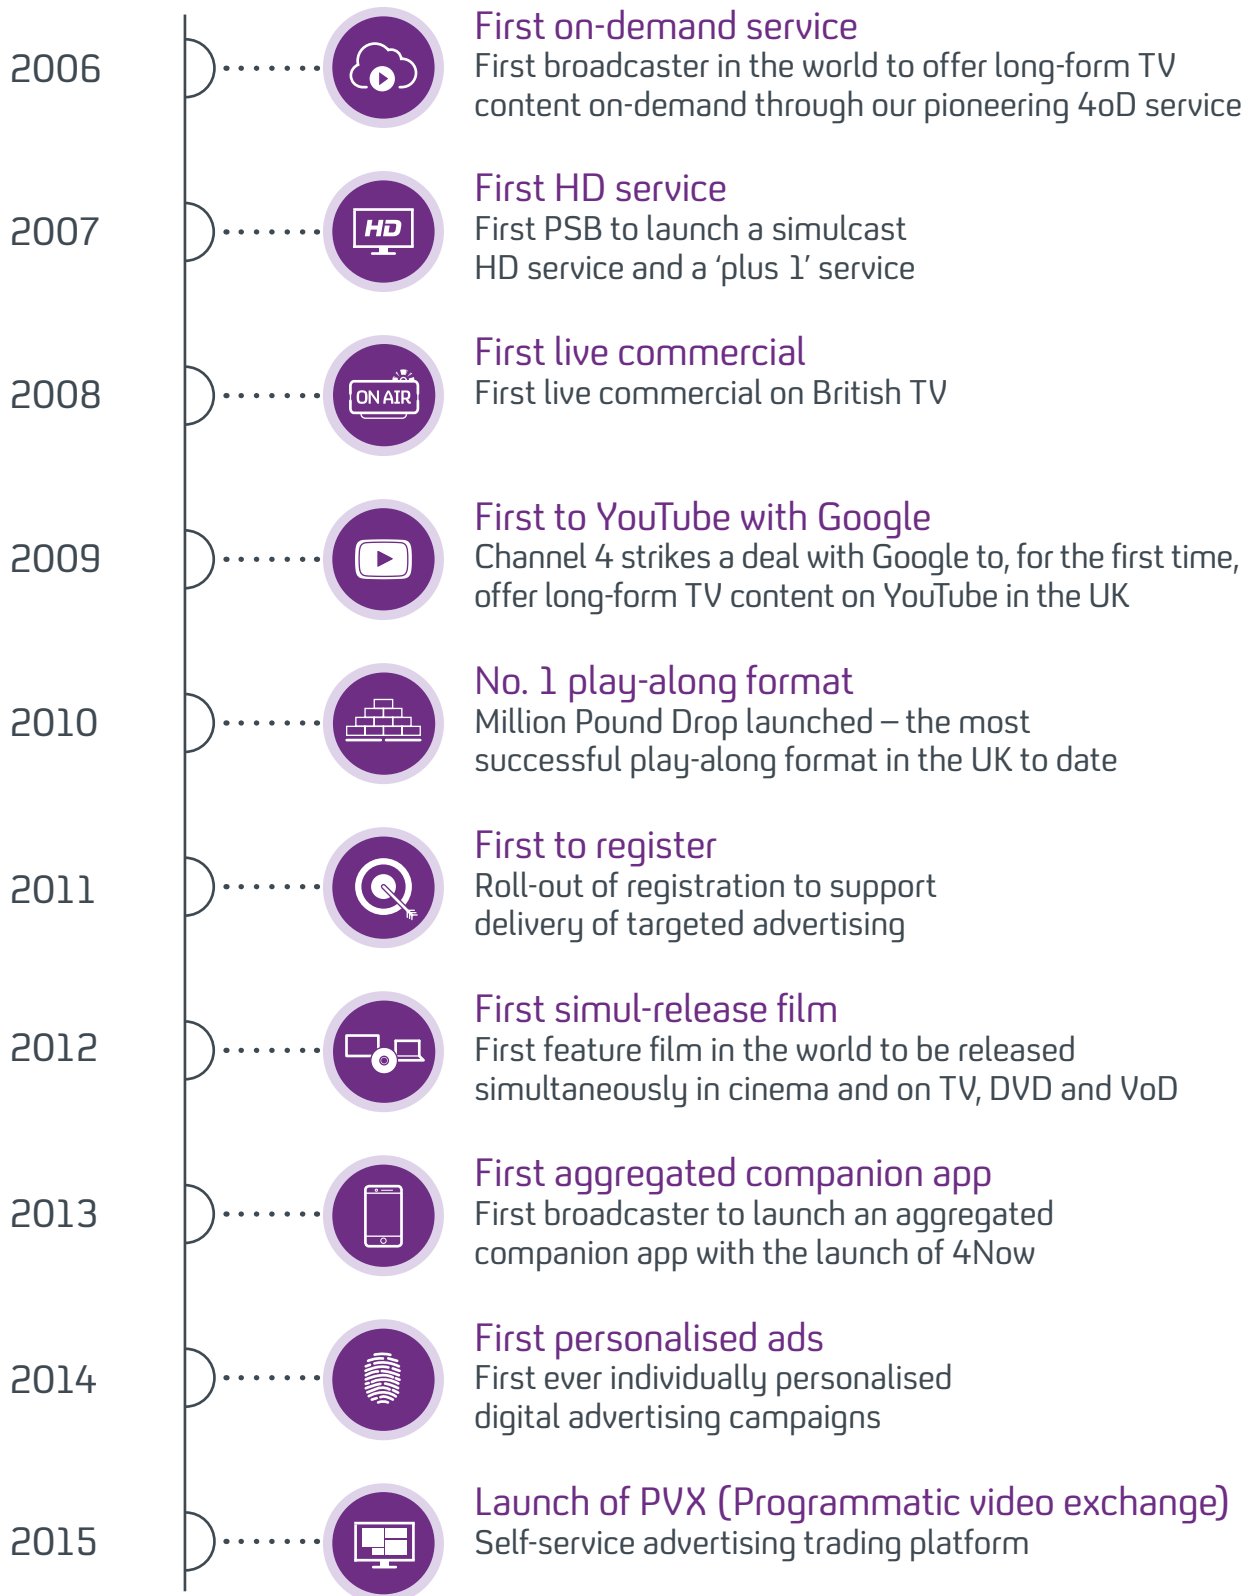 2006
First on-demand service
First broadcaster in the world to offer long-form TV
content on-demand through our pioneering 4oD service
2007
HD
First HD service
First PSB to launch a simulcast
HD service and a ‘plus 1’ service
2008
ON AIR
First live commercial
First live commercial on British TV
2009
First to YouTube with Google
Channel 4 strikes a deal with Google to, for the first time,
offer long-form TV content on YouTube in the UK
2010
No. 1 play-along format
Million Pound Drop launched – the most
successful play-along format in the UK to date
2011
First to register
Roll-out of registration to support
delivery of targeted advertising
2012
First simul-release film
First feature film in the world to be released
simultaneously in cinema and on TV, DVD and VoD
2013
First aggregated companion app
First broadcaster to launch an aggregated
companion app with the launch of 4Now
2014
First personalised ads
First ever individually personalised
digital advertising campaigns
2015
Launch of PVX (Programmatic video exchange)
Self-service advertising trading platform